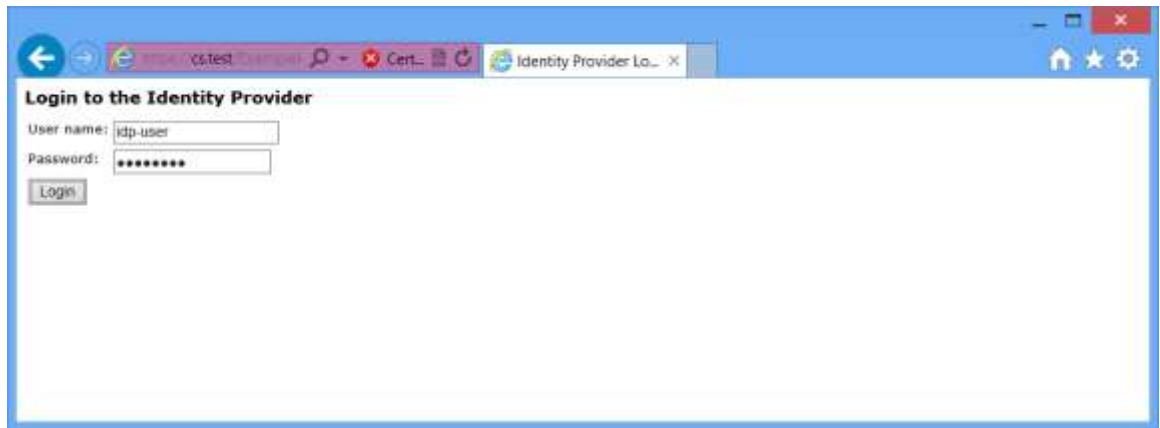 cs.test
Cert...
Identity Provider Lo...
Login to the Identity Provider
User name: idp-user
Password: ••••••••
Login